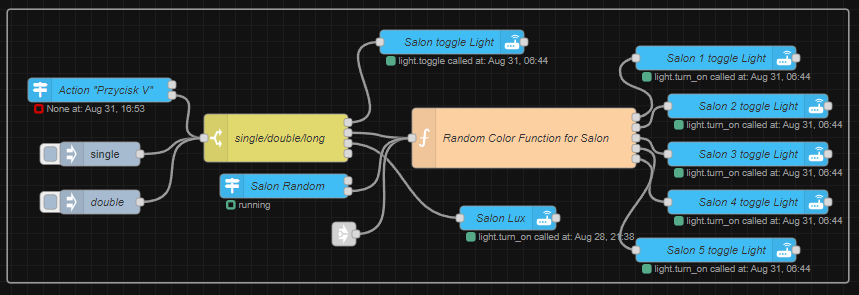 Salon toggle Light
light.toggle called at: Aug 31, 06:44
Salon 1 toggle Light
light.turn_on called at: Aug 31, 06:44
Action "Przycisk V"
None at: Aug 31, 16:53
Salon 2 toggle Light
light.turn_on called at: Aug 31, 06:44
single/double/long
Random Color Function for Salon
single
Salon 3 toggle Light
light.turn_on called at: Aug 31, 06:44
Salon Random
running
double
Salon 4 toggle Light
light.turn_on called at: Aug 31, 06:44
Salon Lux
light.turn_on called at: Aug 28, 21:38
Salon 5 toggle Light
light.turn_on called at: Aug 31, 06:44